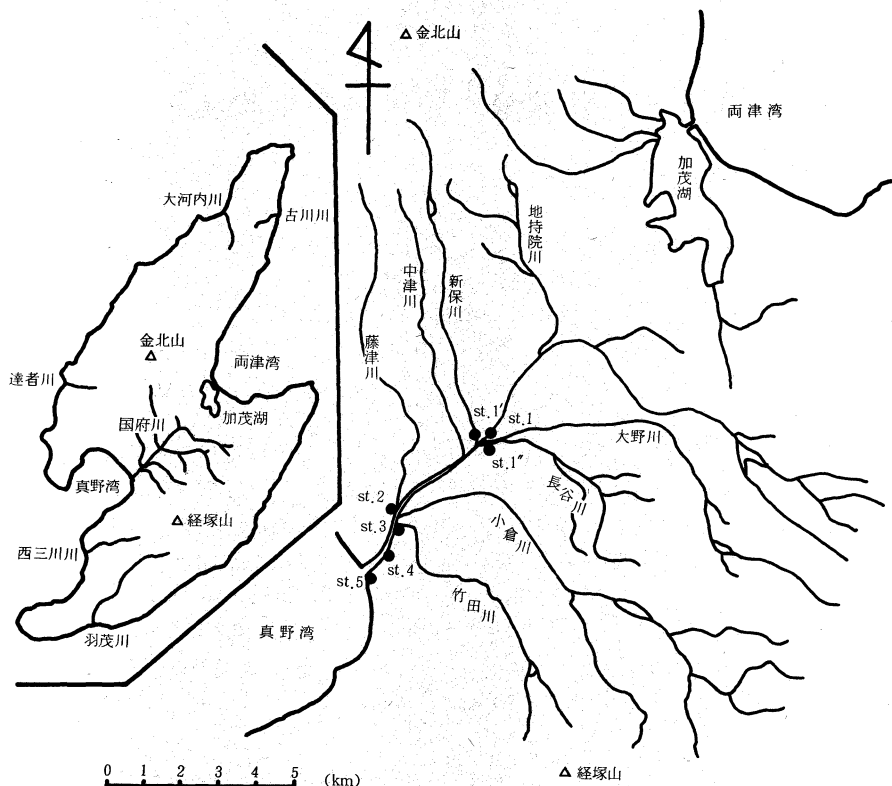 金北山
両津湾
加茂湖
地持院川
新保川
中津川
藤津川
st.1′
st.1
st.1″
大野川
長谷川
小倉川
竹田川
st.2
st.3
st.4
st.5
真野湾
経塚山
大河内川
古川川
金北山
両津湾
達者川
加茂湖
国府川
真野湾
経塚山
西三川川
羽茂川
0 1 2 3 4 5 (km)